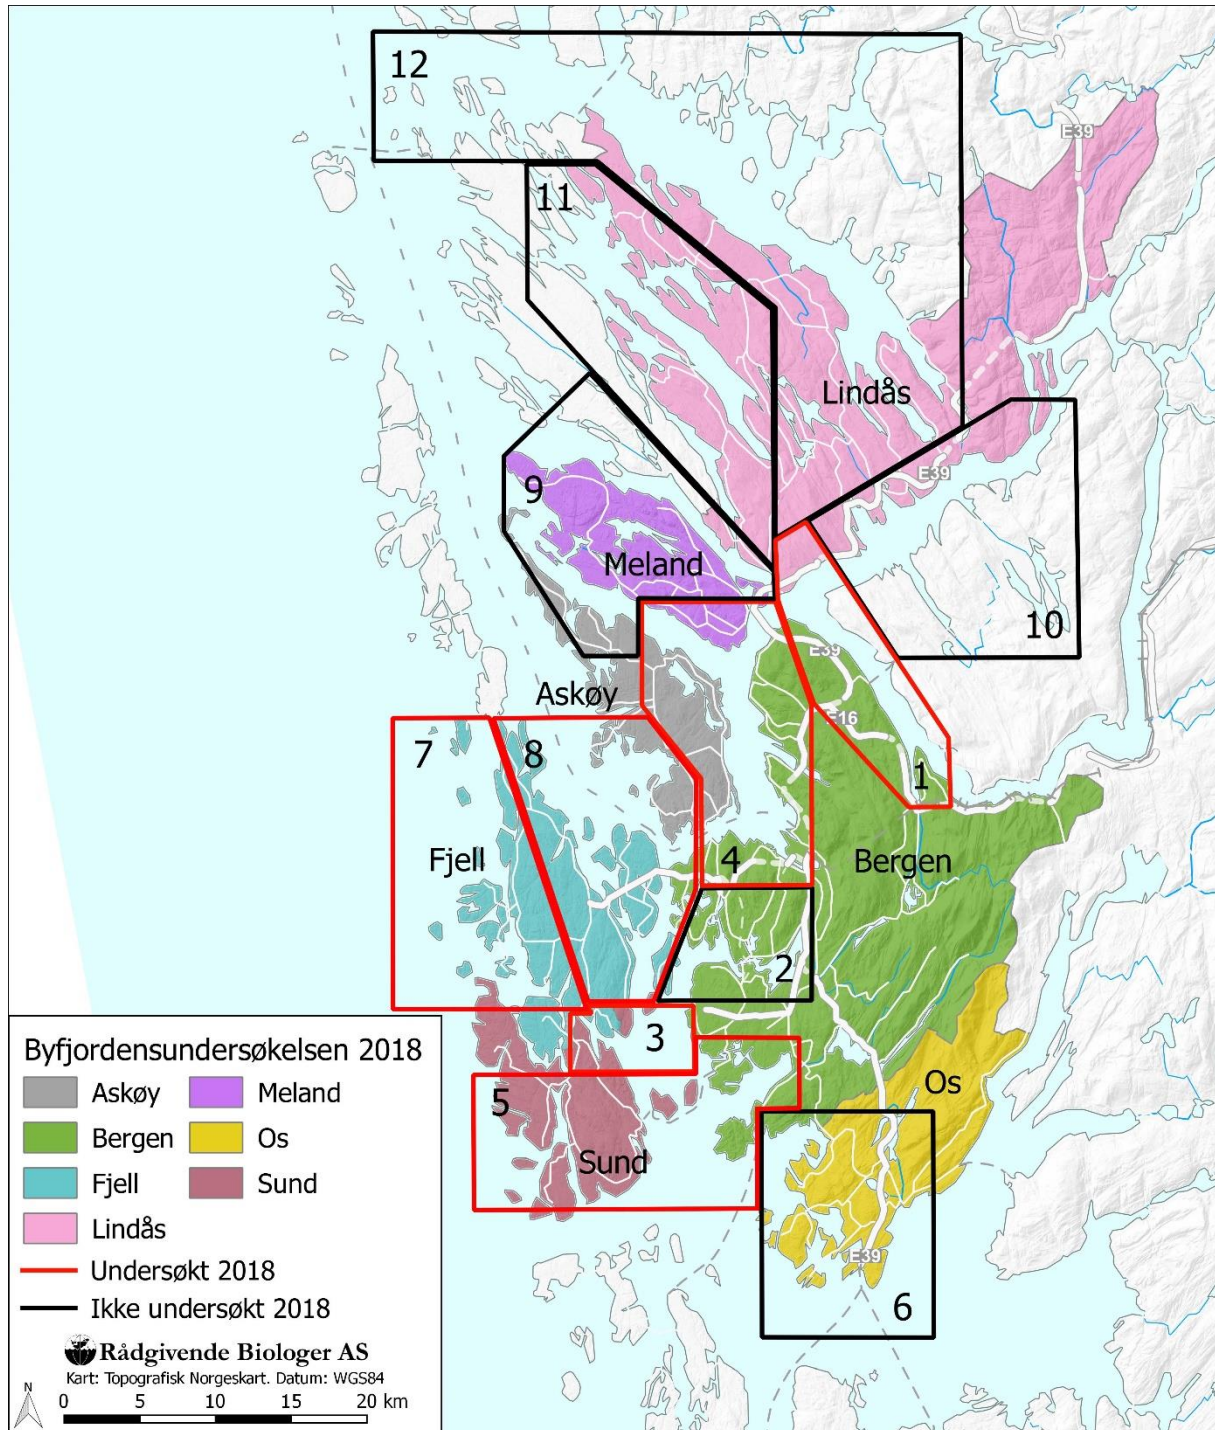 12
E39
11
Lindås
9
E39
Meland
10
E39
Askøy
E16
7
8
1
Fjell
4
Bergen
2
3
Os
5
Sund
E39
6
Byfjordensundersøkelsen 2018
Askøy
Meland
Bergen
Os
Fjell
Sund
Lindås
Undersøkt 2018
Ikke undersøkt 2018
Rådgivende Biologer AS
Kart: Topografisk Norgeskart. Datum: WGS84
N
0 5 10 15 20 km